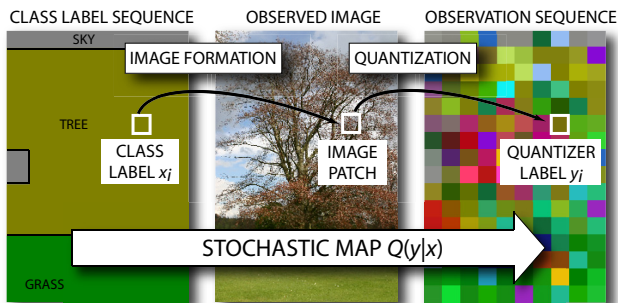 CLASS LABEL SEQUENCE
OBSERVED IMAGE
OBSERVATION SEQUENCE
SKY
IMAGE FORMATION
QUANTIZATION
TREE
CLASS
LABEL xi
IMAGE
PATCH
QUANTIZER
LABEL yi
STOCHASTIC MAP Q(y|x)
GRASS